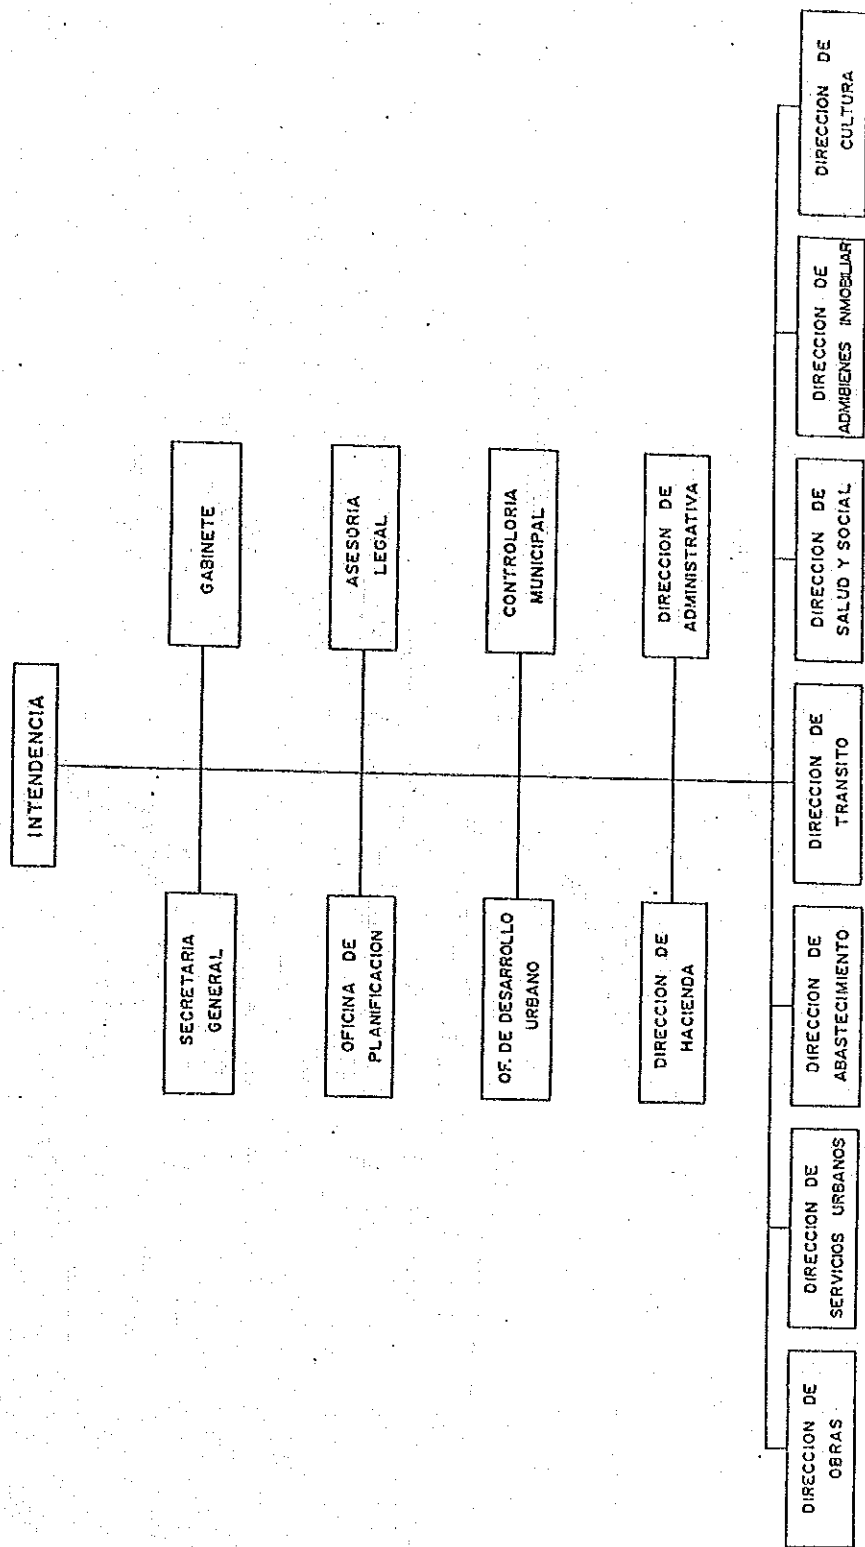 INTENDENCIA
SECRETARIA
GENERAL
GABINETE
OFICINA DE
PLANIFICACION
ASESORIA
LEGAL
OF. DE DESARROLLO
URBANO
CONTROLORIA
MUNICIPAL
DIRECCION DE
HACIENDA
DIRECCION DE
ADMINISTRATIVA
DIRECCION DE
OBRAS
DIRECCION DE
SERVICIOS URBANOS
DIRECCION DE
ABASTECIMIENTO
DIRECCION DE
TRANSITO
DIRECCION DE
SALUD Y SOCIAL
DIRECCION DE
ADMIBIENES INMOBILIAR
DIRECCION DE
CULTURA